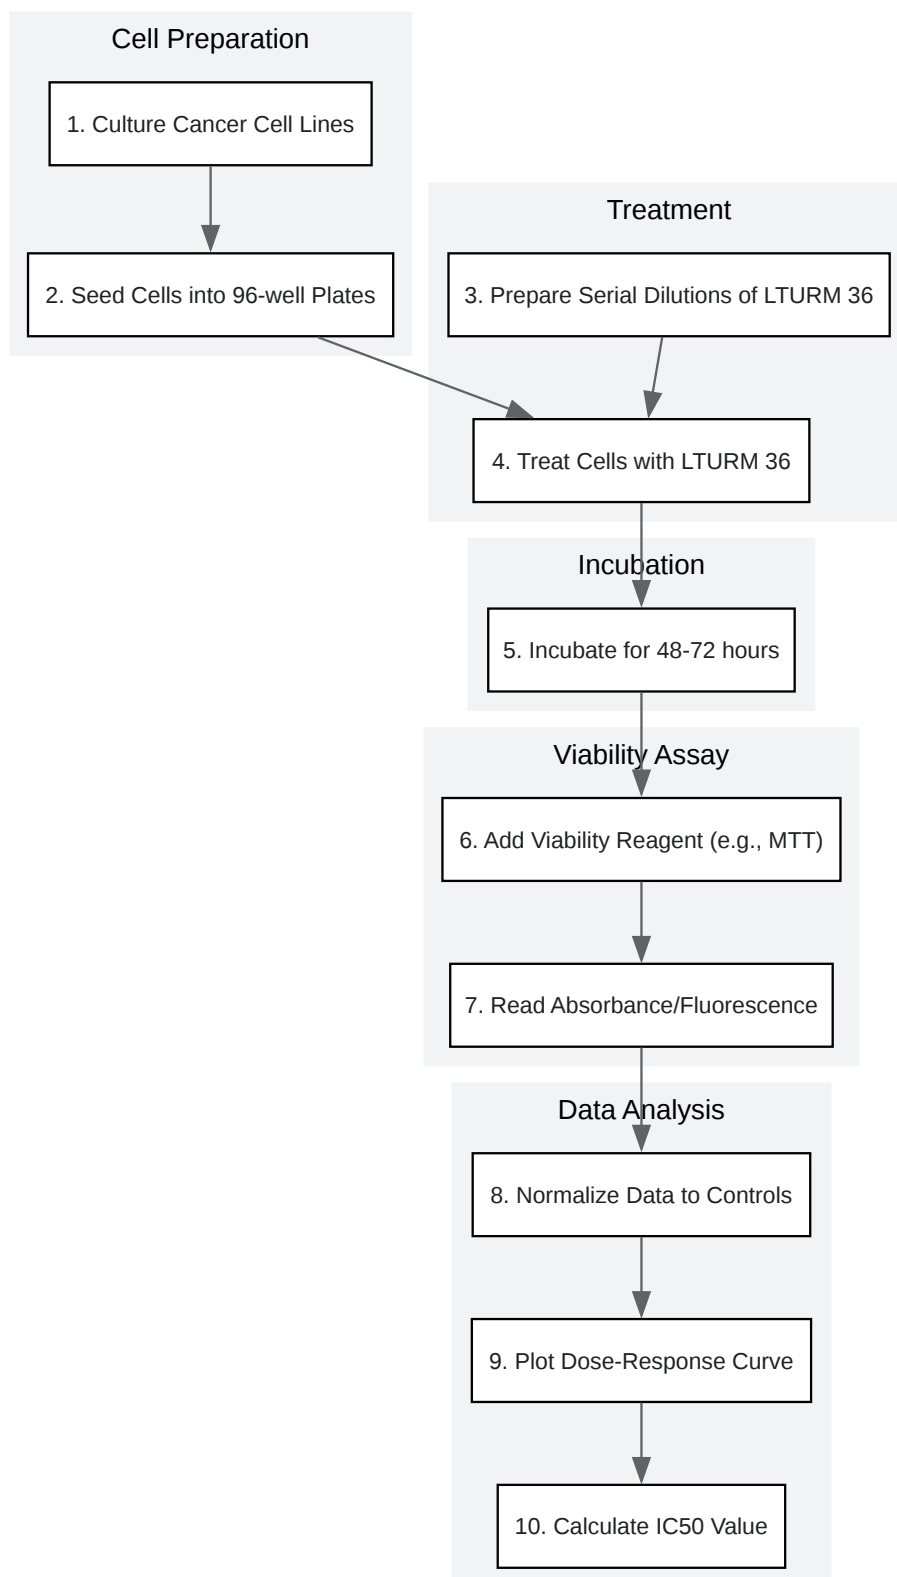 Cell Preparation
1. Culture Cancer Cell Lines
2. Seed Cells into 96-well Plates
Treatment
3. Prepare Serial Dilutions of LTURM 36
4. Treat Cells with LTURM 36
Incubation
5. Incubate for 48-72 hours
Viability Assay
6. Add Viability Reagent (e.g., MTT)
7. Read Absorbance/Fluorescence
Data Analysis
8. Normalize Data to Controls
9. Plot Dose-Response Curve
10. Calculate IC50 Value